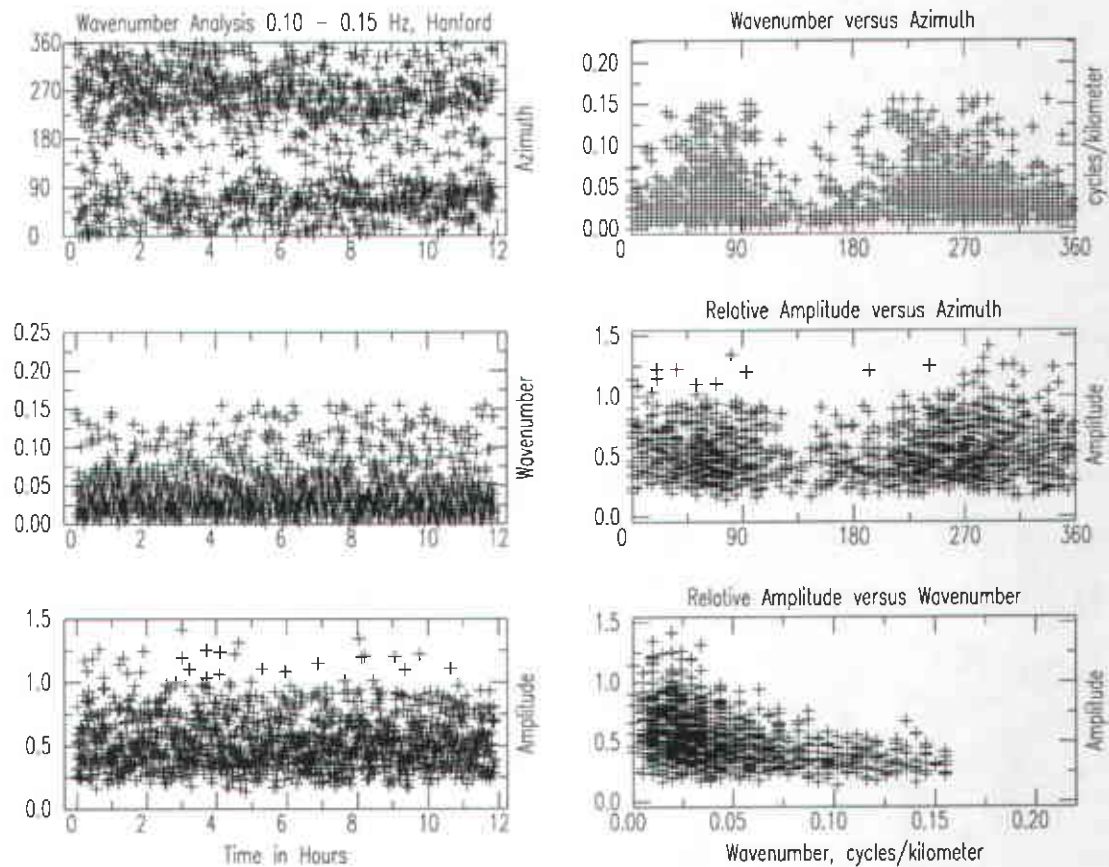 Wavenumber Analysis 0.10 – 0.15 Hz, Hanford
360
270
180
90
0
0 2 4 6 8 10 12
Azimuth
Wavenumber versus Azimuth
0.20
0.15
0.10
0.05
0.00
0 90 180 270 360
cycles/kilometer
0.25
0.20
0.15
0.10
0.05
0.00
0 2 4 6 8 10 12
Wavenumber
Relative Amplitude versus Azimuth
1.5
1.0
0.5
0.0
0 90 180 270 360
Amplitude
1.5
1.0
0.5
0.0
0 2 4 6 8 10 12
Time in Hours
Amplitude
Relative Amplitude versus Wavenumber
1.5
1.0
0.5
0.0
0.00 0.05 0.10 0.15 0.20
Wavenumber, cycles/kilometer
Amplitude